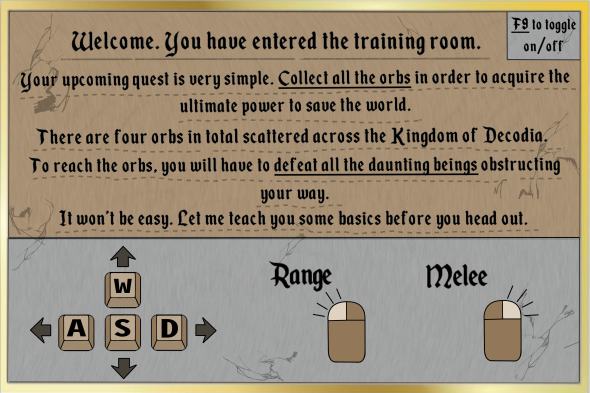 Welcome. You have entered the training room.
F9 to toggle
on/off
Your upcoming quest is very simple. Collect all the orbs in order to acquire the
ultimate power to save the world.
There are four orbs in total scattered across the Kingdom of Decodia.
To reach the orbs, you will have to defeat all the daunting beings obstructing
your way.
It won't be easy. Let me teach you some basics before you head out.
Range
Melee
W
A S D